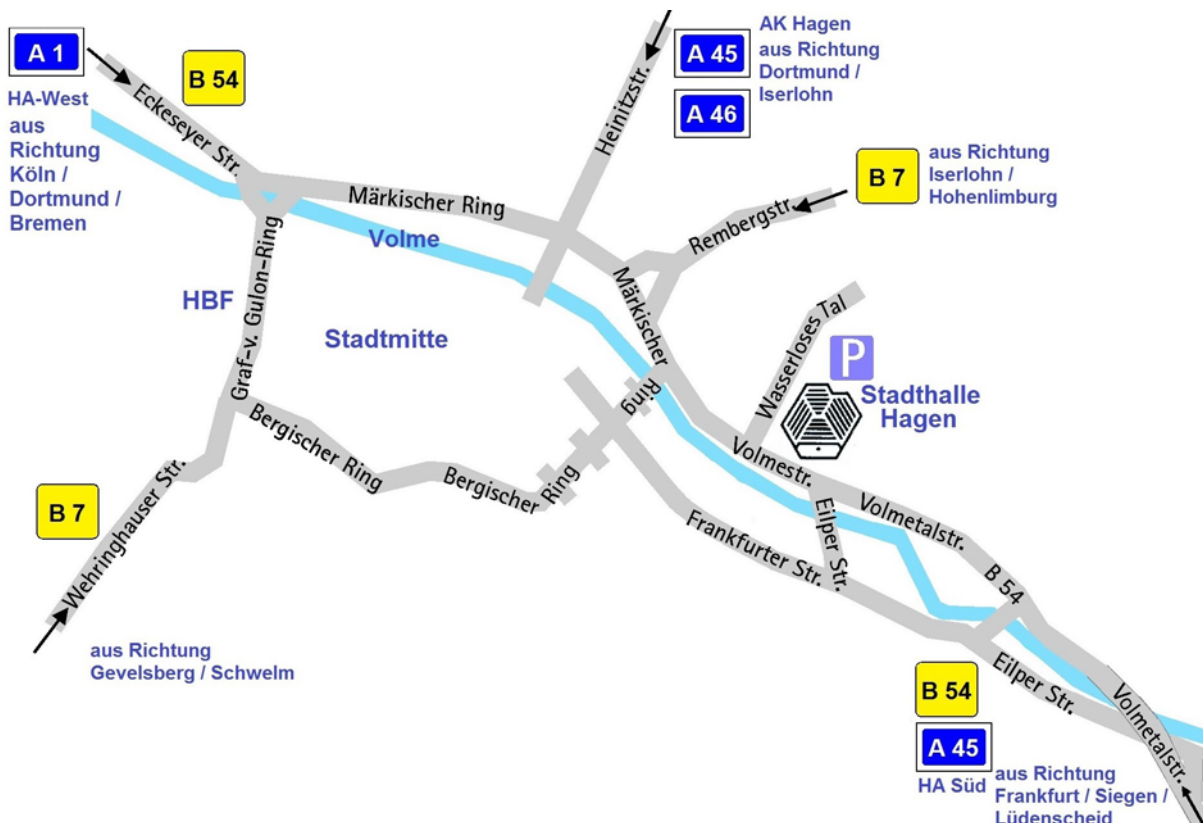 A 1
HA-West
aus
Richtung
Köln /
Dortmund /
Bremen
Eckeseyer Str.
B 54
Heinitzstr.
A 45
A 46
AK Hagen
aus Richtung
Dortmund /
Iserlohn
B 7
aus Richtung
Iserlohn /
Hohenlimburg
Rembergstr.
Märkischer Ring
Volme
HBF
Graf-v. Gulon-Ring
Stadtmitte
Märkischer
Ring
Wasserloses Tal
P
Stadthalle
Hagen
Bergischer Ring
Bergischer
Ring
Volmestr.
Volmetalstr.
B 54
Eilper Str.
Frankfurter Str.
B 7
Wehringhauser Str.
aus Richtung
Gevelsberg / Schwelm
Eilper Str.
Volmetalstr.
B 54
A 45
HA Süd
aus Richtung
Frankfurt / Siegen /
Lüdenscheid